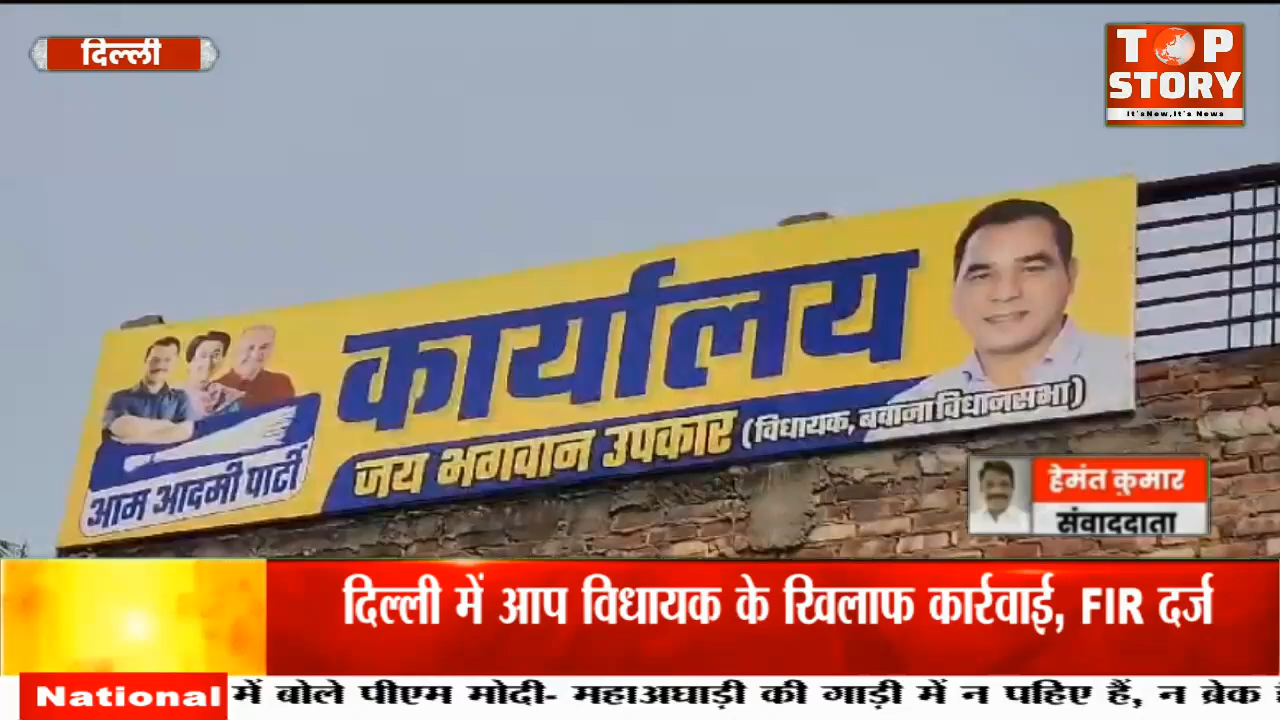 दिल्ली
TOP
STORY
It'sNew,It's News
कार्यालय
जय भगवान उपकार (विधायक, बवाना विधानसभा)
आम आदमी पार्टी
हेमंत कुमार
संवाददाता
दिल्ली में आप विधायक के खिलाफ कार्रवाई, FIR दर्ज
National में बोले पीएम मोदी- महाअघाड़ी की गाड़ी में न पहिए हैं, न ब्रेक